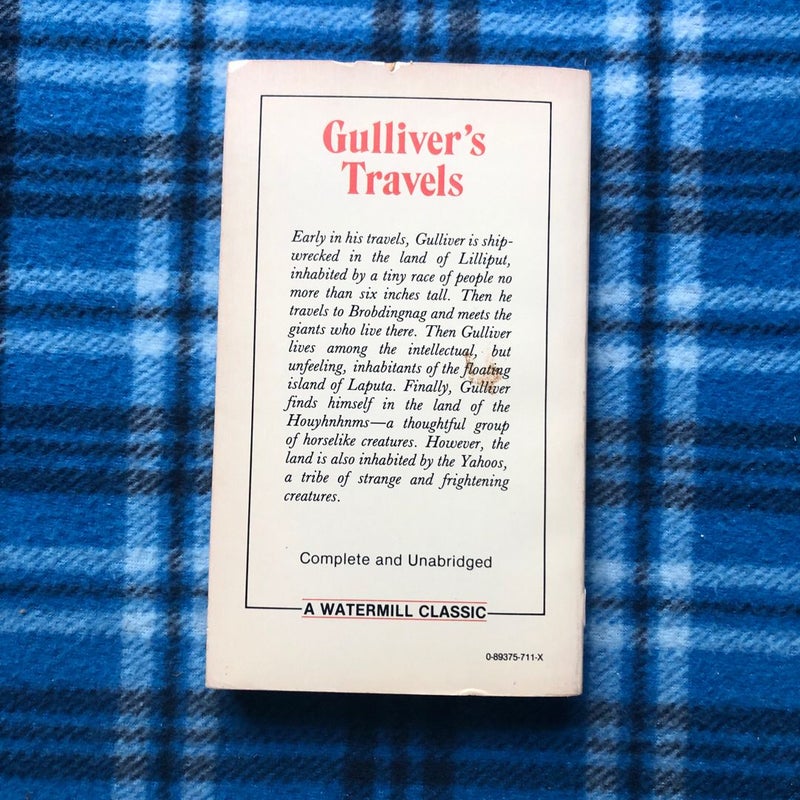 Gulliver's
Travels
Early in his travels, Gulliver is ship-
wrecked in the land of Lilliput,
inhabited by a tiny race of people no
more than six inches tall. Then he
travels to Brobdingnag and meets the
giants who live there. Then Gulliver
lives among the intellectual, but
unfeeling, inhabitants of the floating
island of Laputa. Finally, Gulliver
finds himself in the land of the
Houyhnhnms—a thoughtful group
of horselike creatures. However, the
land is also inhabited by the Yahoos,
a tribe of strange and frightening
creatures.
Complete and Unabridged
A WATERMILL CLASSIC
0-89375-711-X